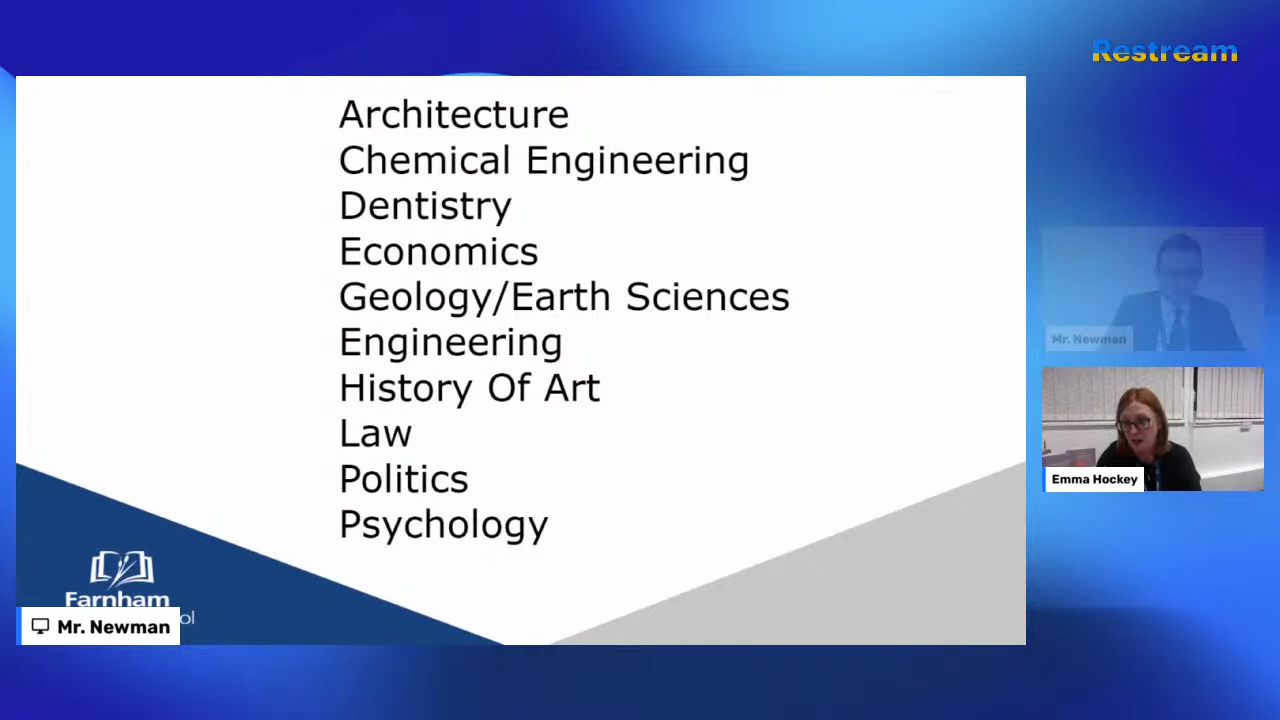 Restream
Architecture
Chemical Engineering
Dentistry
Economics
Geology/Earth Sciences
Engineering
History Of Art
Law
Politics
Psychology
Mr. Newman
Emma Hockey
Farnham
Mr. Newman